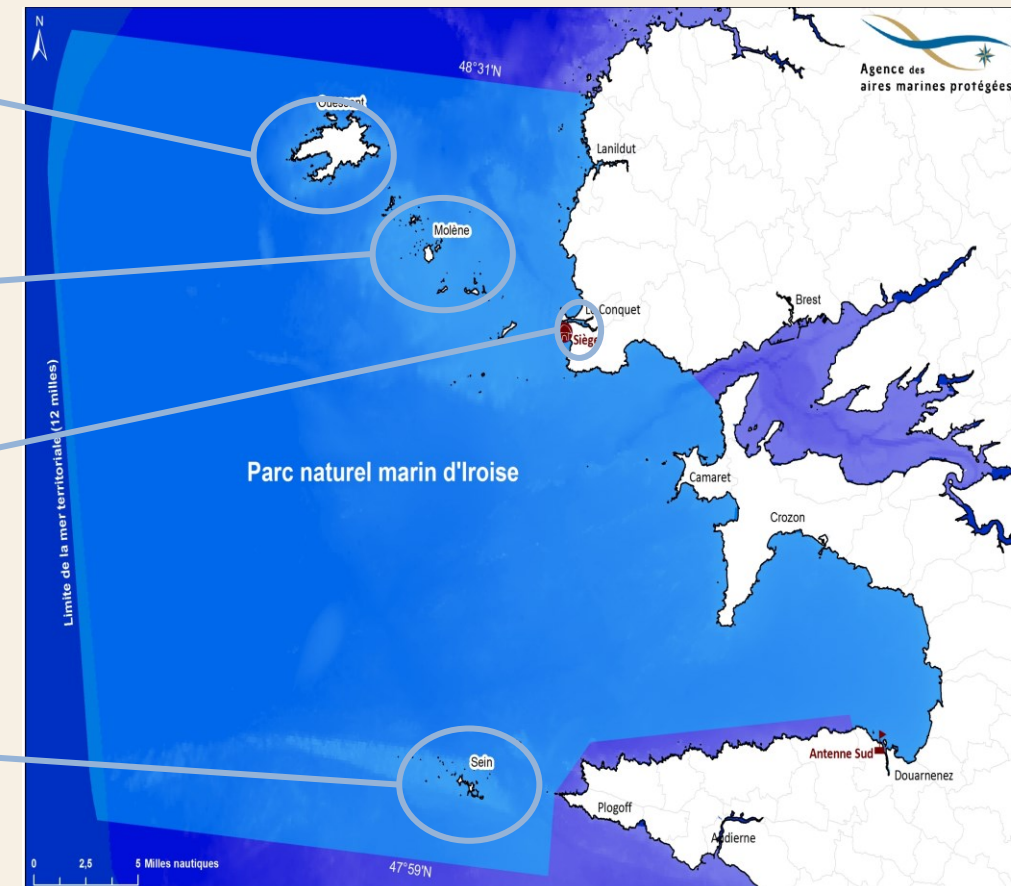 N
48°31'N
Agence des
aires marines protégées
Ouessant
Lanildut
Molène
Brest
Le Conquet
Siège
Limite de la mer territoriale (12 milles)
Parc naturel marin d'Iroise
Camaret
Crozon
Sein
Antenne Sud
Douarnenez
Plogoff
Audierne
0 2,5 5 Milles nautiques
47°59'N